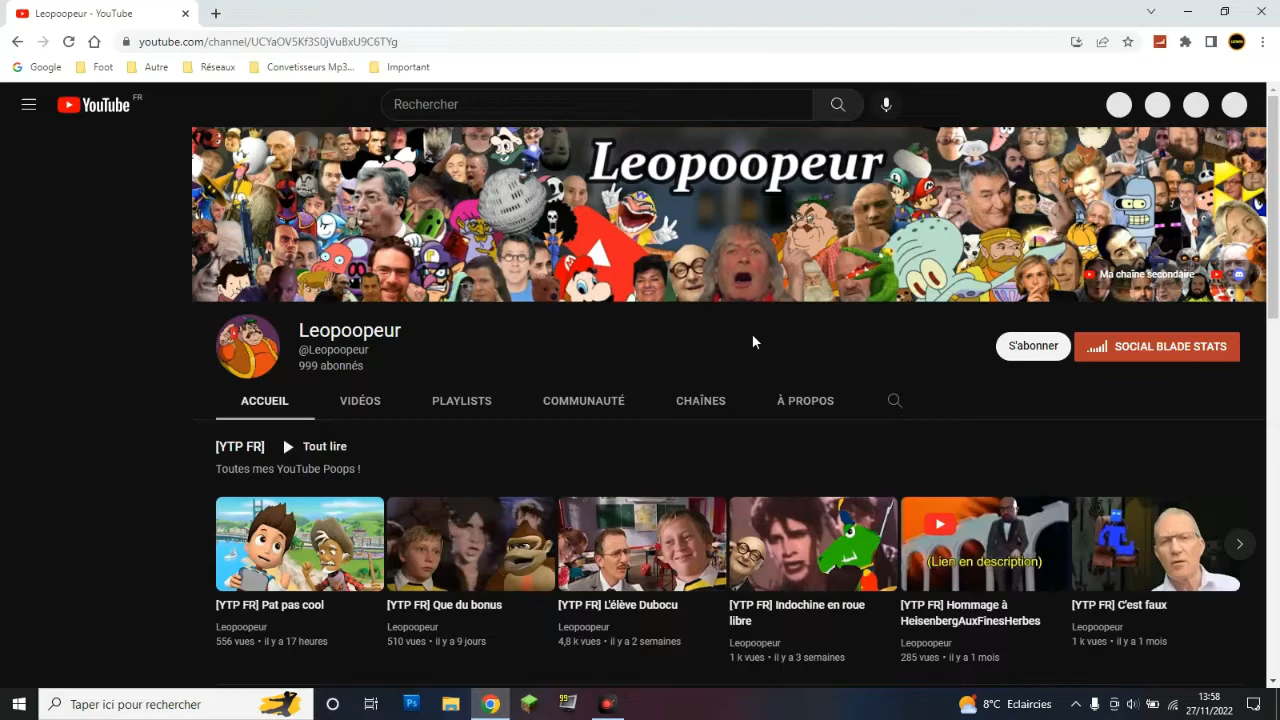 Leopoopeur - YouTube
youtube.com/channel/UCYaOV5Kf3S0jVuBxU9C6TYg
Google Foot Autre Réseaux Convetisseurs Mp3... Important
YouTube FR
Rechercher
Leopoopeur
Ma chaîne secondaire
Leopoopeur
@Leopoopeur
999 abonnés
S'abonner
SOCIAL BLADE STATS
ACCUEIL VIDÉOS PLAYLISTS COMMUNAUTÉ CHAÎNES À PROPOS
[YTP FR] Tout lire
Toutes mes YouTube Poops !
(Lien en description)
[YTP FR] Pat pas cool
Leopoopeur
556 vues • il y a 17 heures
[YTP FR] Que du bonus
Leopoopeur
510 vues • il y a 9 jours
[YTP FR] L'élève Dubocu
Leopoopeur
4,8 k vues • il y a 2 semaines
[YTP FR] Indochine en roue
libre
Leopoopeur
1 k vues • il y a 3 semaines
[YTP FR] Hommage à
HeisenbergAuxFinesHerbes
Leopoopeur
285 vues • il y a 1 mois
[YTP FR] C'est faux
Leopoopeur
1 k vues • il y a 1 mois
Taper ici pour rechercher
Ps
8°C Eclaircies
13:58
27/11/2022